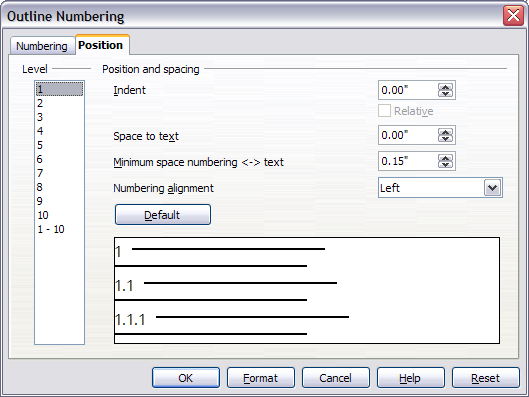 Outline Numbering
Numbering Position
Level Position and spacing
1
2
3
4
5
6
7
8
9
10
1 - 10
Indent 0.00"
Relative
Space to text 0.00"
Minimum space numbering <-> text 0.15"
Numbering alignment Left
Default
1
1.1
1.1.1
OK Format Cancel Help Reset